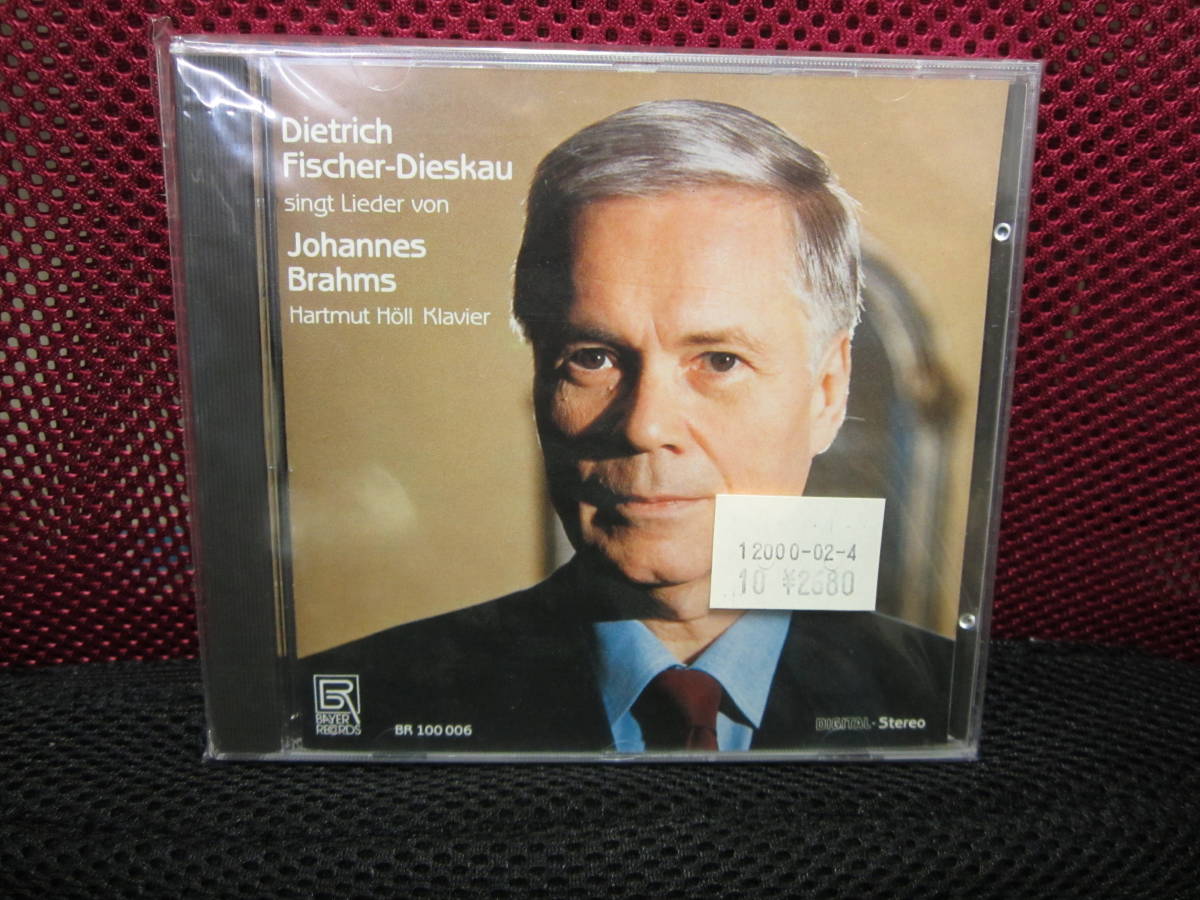 Dietrich
Fischer-Dieskau
singt Lieder von
Johannes
Brahms
Hartmut Höll Klavier
12000-02-4
10 ¥2680
BR
BAYER
RECORDS
BR 100 006
DIGITAL·Stereo